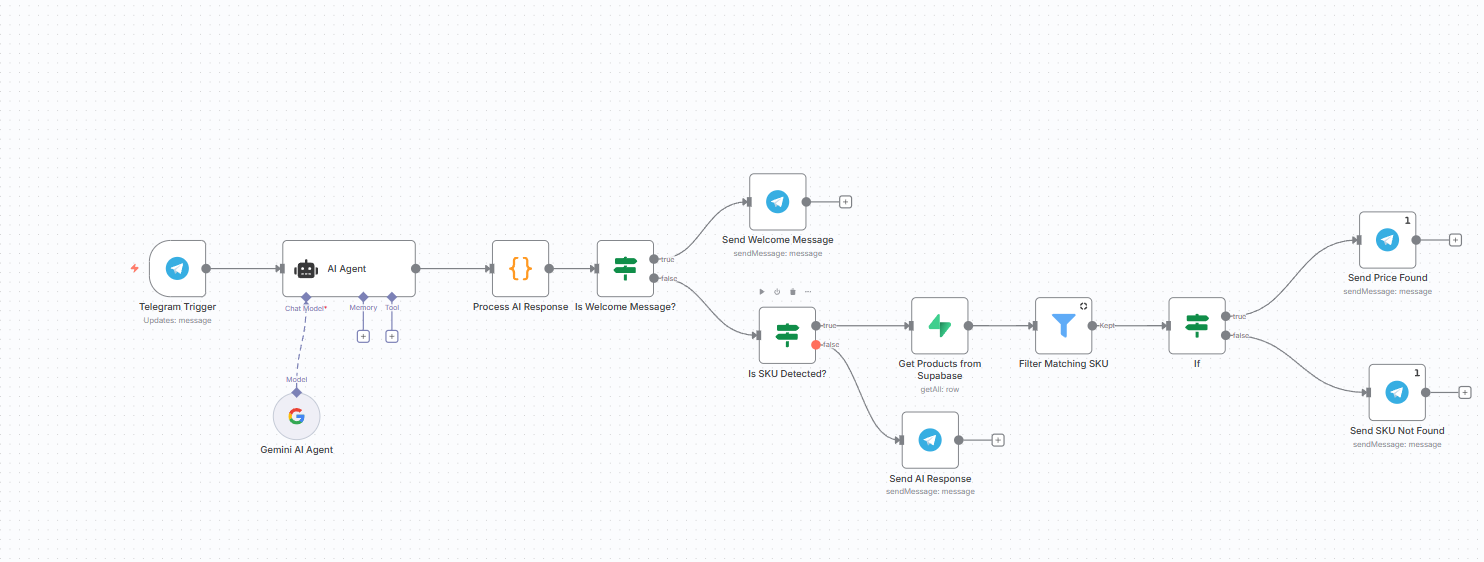 Telegram Trigger
Updates: message
AI Agent
Chat Model*
Memory
Tool
Model
Gemini AI Agent
Process AI Response
Is Welcome Message?
true
false
Send Welcome Message
sendMessage: message
Is SKU Detected?
true
false
Get Products from
Supabase
getAll: row
Send AI Response
sendMessage: message
Filter Matching SKU
Kept
If
true
false
1
Send Price Found
sendMessage: message
1
Send SKU Not Found
sendMessage: message